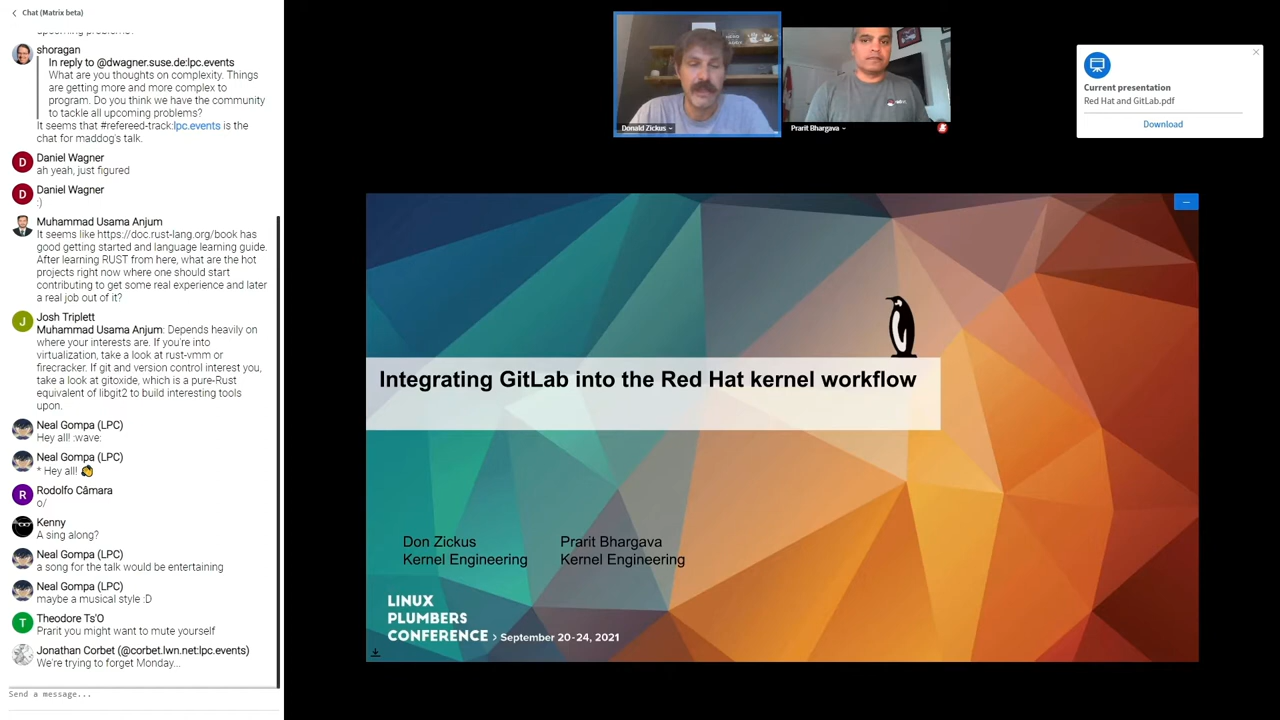 Chat (Matrix beta)
upcoming problems?
shoragan
In reply to @dwagner.suse.de:lpc.events
What are you thoughts on complexity. Things
are getting more and more complex to
program. Do you think we have the community
to tackle all upcoming problems?
It seems that #refereed-track:lpc.events is the
chat for maddog's talk.
D
Daniel Wagner
ah yeah, just figured
D
Daniel Wagner
:)
Muhammad Usama Anjum
It seems like https://doc.rust-lang.org/book has
good getting started and language learning guide.
After learning RUST from here, what are the hot
projects right now where one should start
contributing to get some real experience and later
a real job out of it?
J
Josh Triplett
Muhammad Usama Anjum: Depends heavily on
where your interests are. If you're into
virtualization, take a look at rust-vmm or
firecracker. If git and version control interest you,
take a look at gitoxide, which is a pure-Rust
equivalent of libgit2 to build interesting tools
upon.
Neal Gompa (LPC)
Hey all! :wave:
Neal Gompa (LPC)
* Hey all! 👋
R
Rodolfo Câmara
o/
Kenny
A sing along?
Neal Gompa (LPC)
a song for the talk would be entertaining
Neal Gompa (LPC)
maybe a musical style :D
T
Theodore Ts'O
Prarit you might want to mute yourself
Jonathan Corbet (@corbet.lwn.net:lpc.events)
We're trying to forget Monday...
Send a message...
Donald Zickus
Prarit Bhargava
Current presentation
Red Hat and GitLab.pdf
Download
Integrating GitLab into the Red Hat kernel workflow
Don Zickus
Kernel Engineering
Prarit Bhargava
Kernel Engineering
LINUX
PLUMBERS
CONFERENCE > September 20-24, 2021